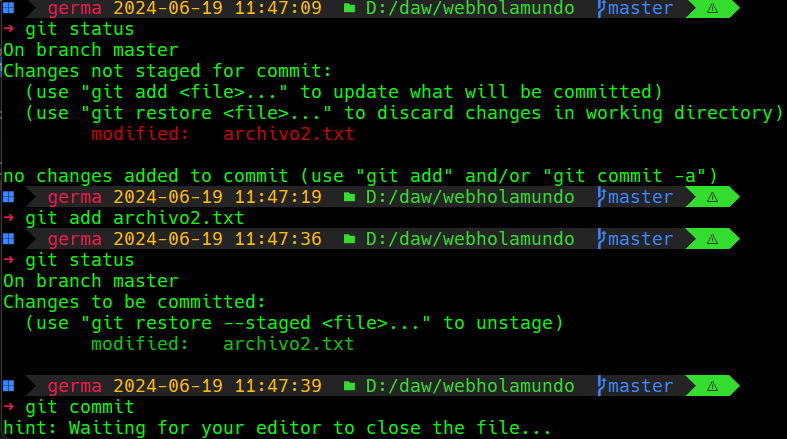 germa 2024-06-19 11:47:09 D:/daw/webholamundo master
→ git status
On branch master
Changes not staged for commit:
(use "git add <file>..." to update what will be committed)
(use "git restore <file>..." to discard changes in working directory)
modified: archivo2.txt
no changes added to commit (use "git add" and/or "git commit -a")
germa 2024-06-19 11:47:19 D:/daw/webholamundo master
→ git add archivo2.txt
germa 2024-06-19 11:47:36 D:/daw/webholamundo master
→ git status
On branch master
Changes to be committed:
(use "git restore --staged <file>..." to unstage)
modified: archivo2.txt
germa 2024-06-19 11:47:39 D:/daw/webholamundo master
→ git commit
hint: Waiting for your editor to close the file...